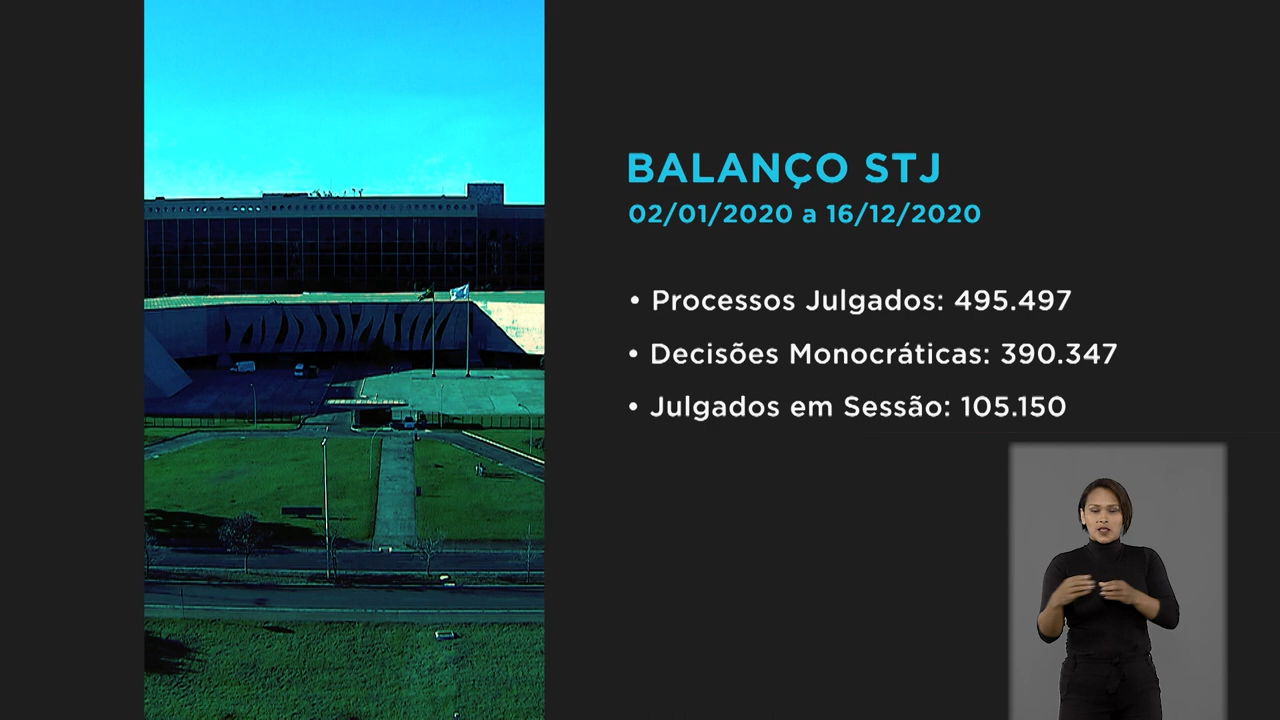 BALANÇO STJ
02/01/2020 a 16/12/2020
• Processos Julgados: 495.497
• Decisões Monocráticas: 390.347
• Julgados em Sessão: 105.150